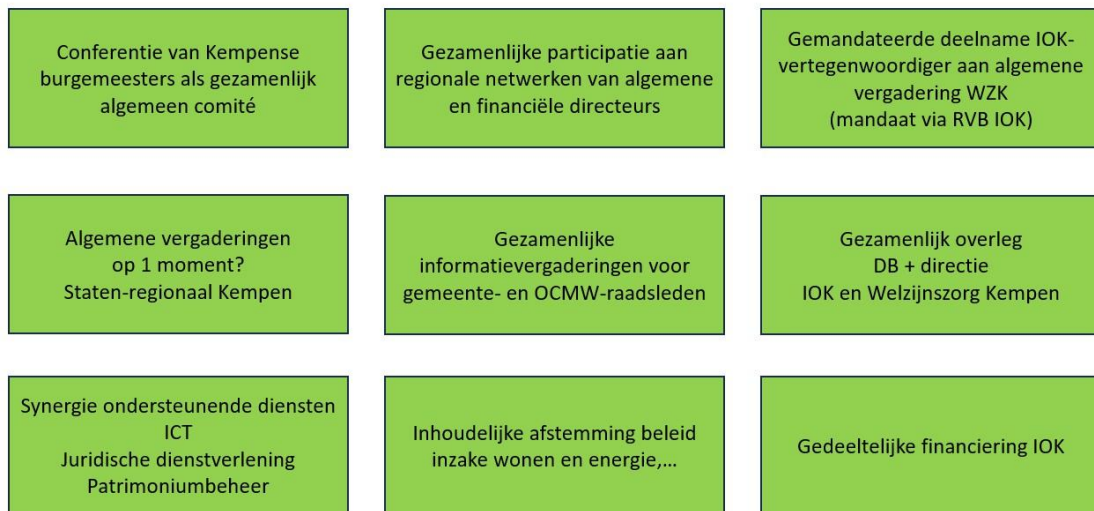 Conferentie van Kempense
burgemeesters als gezamenlijk
algemeen comité
Gezamenlijke participatie aan
regionale netwerken van algemene
en financiële directeurs
Gemandateerde deelname IOK-
vertegenwoordiger aan algemene
vergadering WZK
(mandaat via RVB IOK)
Algemene vergaderingen
op 1 moment?
Staten-regionaal Kempen
Gezamenlijke
informatievergaderingen voor
gemeente- en OCMW-raadsleden
Gezamenlijk overleg
DB + directie
IOK en Welzijnszorg Kempen
Synergie ondersteunende diensten
ICT
Juridische dienstverlening
Patrimoniumbeheer
Inhoudelijke afstemming beleid
inzake wonen en energie,...
Gedeeltelijke financiering IOK